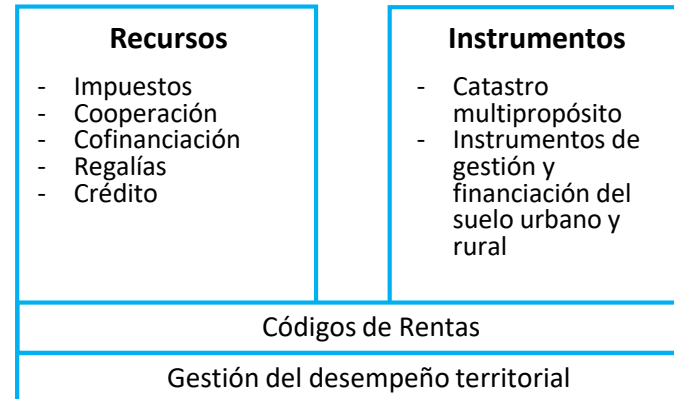 Recursos
- Impuestos
- Cooperación
- Cofinanciación
- Regalías
- Crédito
Instrumentos
- Catastro
multipropósito
- Instrumentos de
gestión y
financiación del
suelo urbano y
rural
Códigos de Rentas
Gestión del desempeño territorial